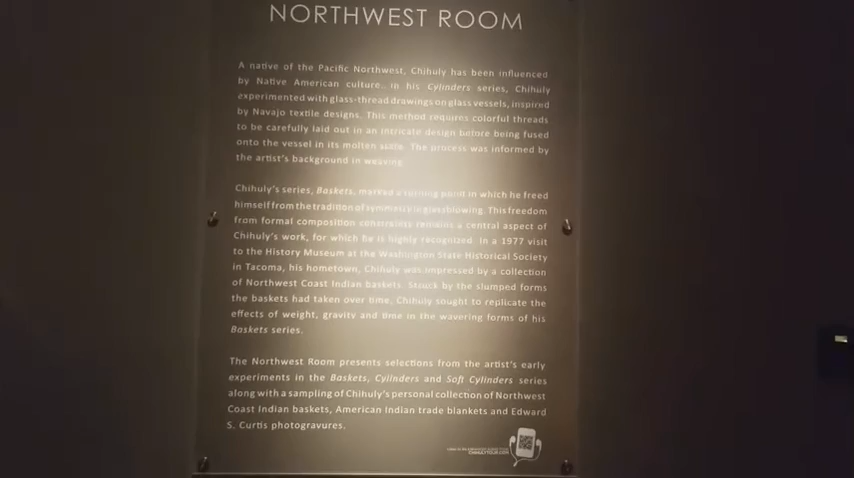 NORTHWEST ROOM
A native of the Pacific Northwest, Chihuly has been influenced
by Native American culture. In his Cylinders series, Chihuly
experimented with glass-thread drawings on glass vessels, inspired
by Navajo textile designs. This method requires colorful threads
to be carefully laid out in an intricate design before being fused
onto the vessel in its molten state. The process was informed by
the artist's background in weaving.
Chihuly's series, Baskets, marked a turning point in which he freed
himself from the tradition of symmetry in glassblowing. This freedom
from formal composition constraints remains a central aspect of
Chihuly's work, for which he is highly recognized. In a 1977 visit
to the History Museum at the Washington State Historical Society
in Tacoma, his hometown, Chihuly was impressed by a collection
of Northwest Coast Indian baskets. Struck by the slumped forms
the baskets had taken over time, Chihuly sought to replicate the
effects of weight, gravity and time in the wavering forms of his
Baskets series.
The Northwest Room presents selections from the artist's early
experiments in the Baskets, Cylinders and Soft Cylinders series
along with a sampling of Chihuly's personal collection of Northwest
Coast Indian baskets, American Indian trade blankets and Edward
S. Curtis photogravures.
CHIHULYTOUR.COM